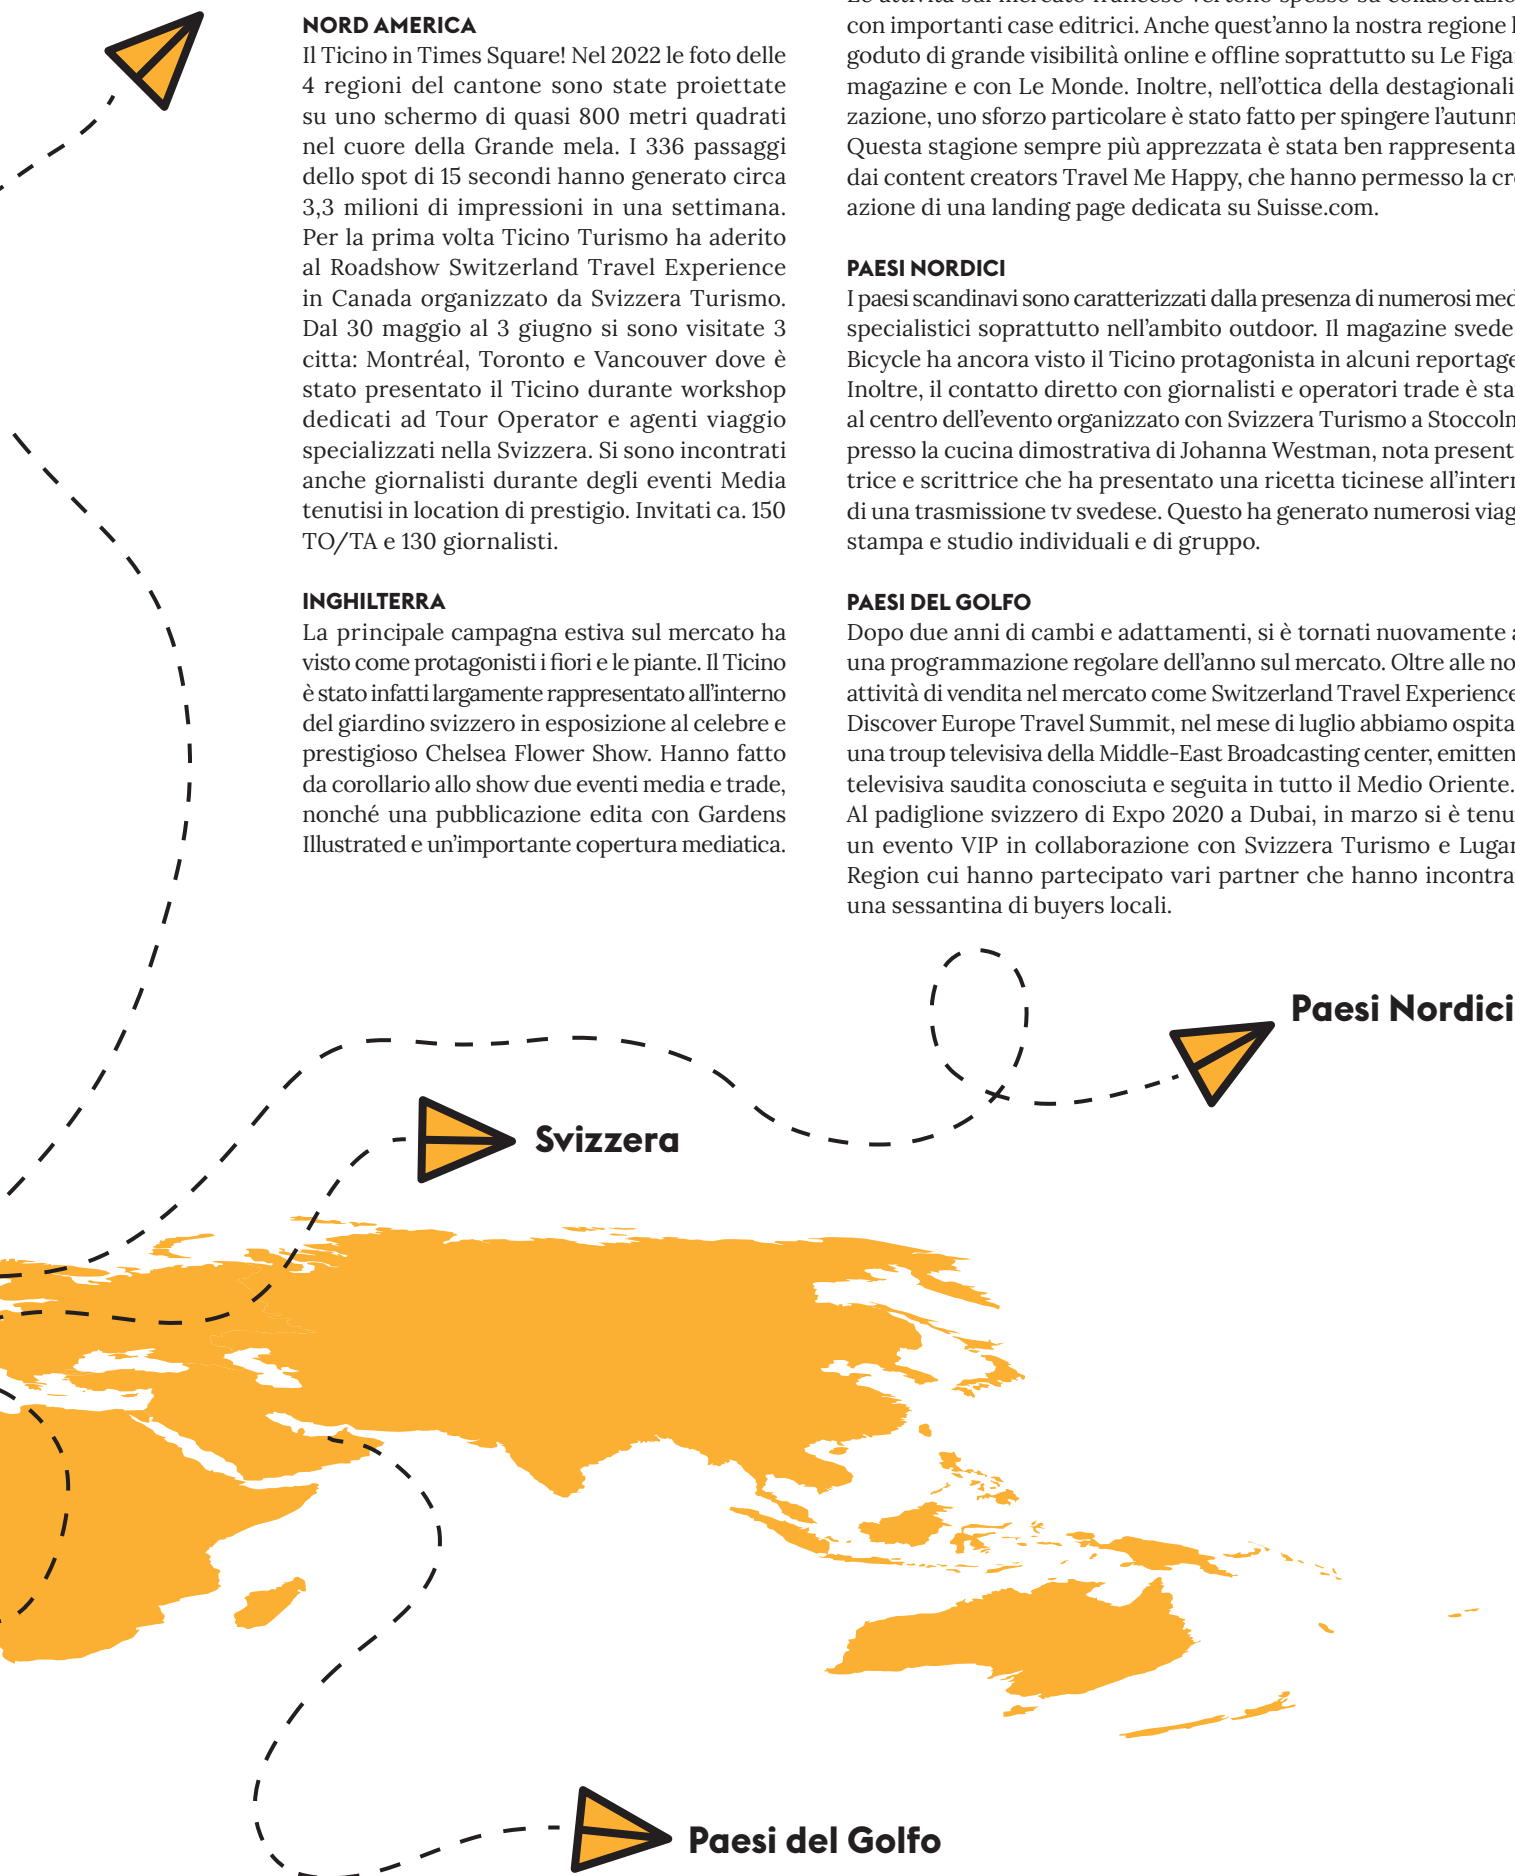 NORD AMERICA
Il Ticino in Times Square! Nel 2022 le foto delle
4 regioni del cantone sono state proiettate
su uno schermo di quasi 800 metri quadrati
nel cuore della Grande mela. I 336 passaggi
dello spot di 15 secondi hanno generato circa
3,3 milioni di impressioni in una settimana.
Per la prima volta Ticino Turismo ha aderito
al Roadshow Switzerland Travel Experience
in Canada organizzato da Svizzera Turismo.
Dal 30 maggio al 3 giugno si sono visitate 3
citta: Montréal, Toronto e Vancouver dove è
stato presentato il Ticino durante workshop
dedicati ad Tour Operator e agenti viaggio
specializzati nella Svizzera. Si sono incontrati
anche giornalisti durante degli eventi Media
tenutisi in location di prestigio. Invitati ca. 150
TO/TA e 130 giornalisti.
INGHILTERRA
La principale campagna estiva sul mercato ha
visto come protagonisti i fiori e le piante. Il Ticino
è stato infatti largamente rappresentato all'interno
del giardino svizzero in esposizione al celebre e
prestigioso Chelsea Flower Show. Hanno fatto
da corollario allo show due eventi media e trade,
nonché una pubblicazione edita con Gardens
Illustrated e un'importante copertura mediatica.
con importanti case editrici. Anche quest'anno la nostra regione
goduto di grande visibilità online e offline soprattutto su Le
magazine e con Le Monde. Inoltre, nell'ottica della destagionali
zazione, uno sforzo particolare è stato fatto per spingere
Questa stagione sempre più apprezzata è stata ben
dai content creators Travel Me Happy, che hanno permesso la
azione di una landing page dedicata su Suisse.com.
PAESI NORDICI
I paesi scandinavi sono caratterizzati dalla presenza di numerosi
specialistici soprattutto nell'ambito outdoor. Il magazine
Bicycle ha ancora visto il Ticino protagonista in alcuni reportage
Inoltre, il contatto diretto con giornalisti e operatori trade è
al centro dell'evento organizzato con Svizzera Turismo a
presso la cucina dimostrativa di Johanna Westman, nota
trice e scrittrice che ha presentato una ricetta ticinese
di una trasmissione tv svedese. Questo ha generato numerosi
stampa e studio individuali e di gruppo.
PAESI DEL GOLFO
Dopo due anni di cambi e adattamenti, si è tornati nuovamente
una programmazione regolare dell'anno sul mercato. Oltre alle
attività di vendita nel mercato come Switzerland Travel Experience
Discover Europe Travel Summit, nel mese di luglio abbiamo
una troup televisiva della Middle-East Broadcasting center,
televisiva saudita conosciuta e seguita in tutto il Medio Oriente.
Al padiglione svizzero di Expo 2020 a Dubai, in marzo si è
un evento VIP in collaborazione con Svizzera Turismo e
Region cui hanno partecipato vari partner che hanno
una sessantina di buyers locali.
Paesi Nordici
Svizzera
Paesi del Golfo